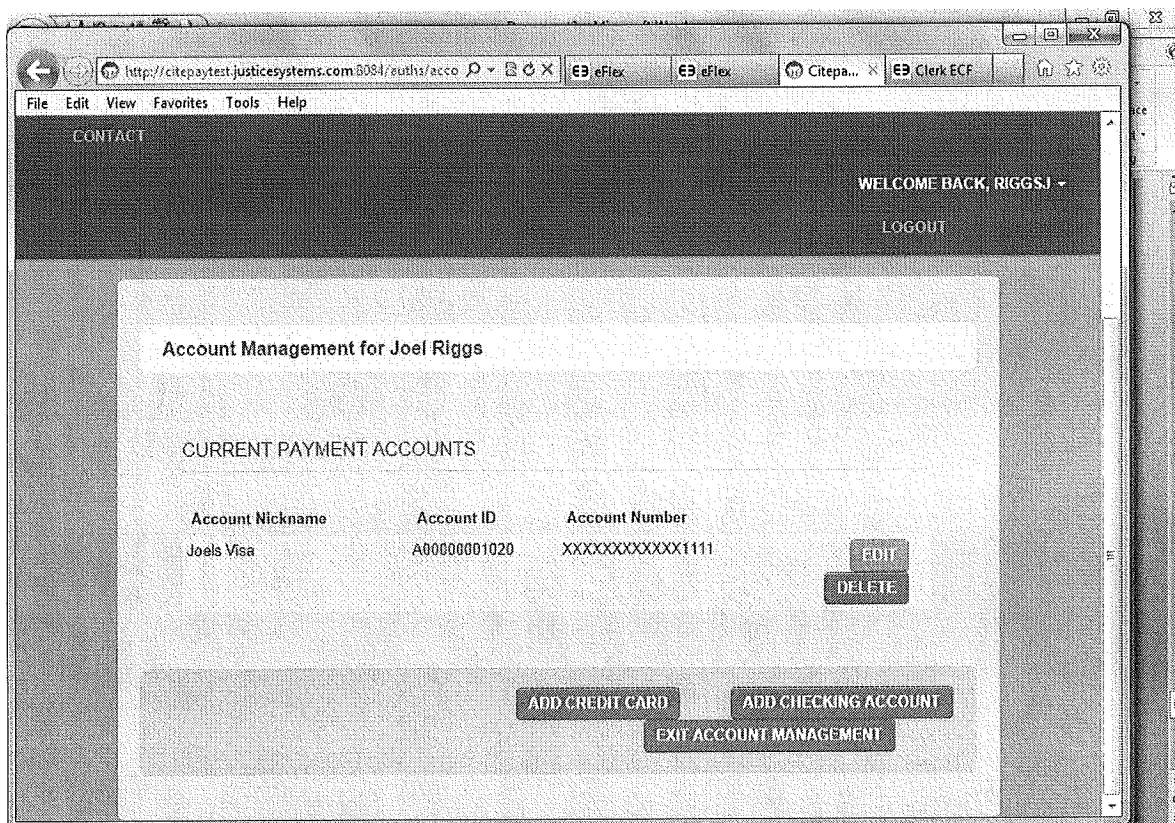 http://citepaytest.justicesystems.com:8084/auths/acco
eFlex
eFlex
Citepa...
Clerk ECF
File Edit View Favorites Tools Help
CONTACT
WELCOME BACK, RIGGSJ
LOGOUT
Account Management for Joel Riggs
CURRENT PAYMENT ACCOUNTS
Account Nickname Account ID Account Number
Joels Visa A00000001020 XXXXXXXXXXXX1111
EDIT
DELETE
ADD CREDIT CARD ADD CHECKING ACCOUNT
EXIT ACCOUNT MANAGEMENT